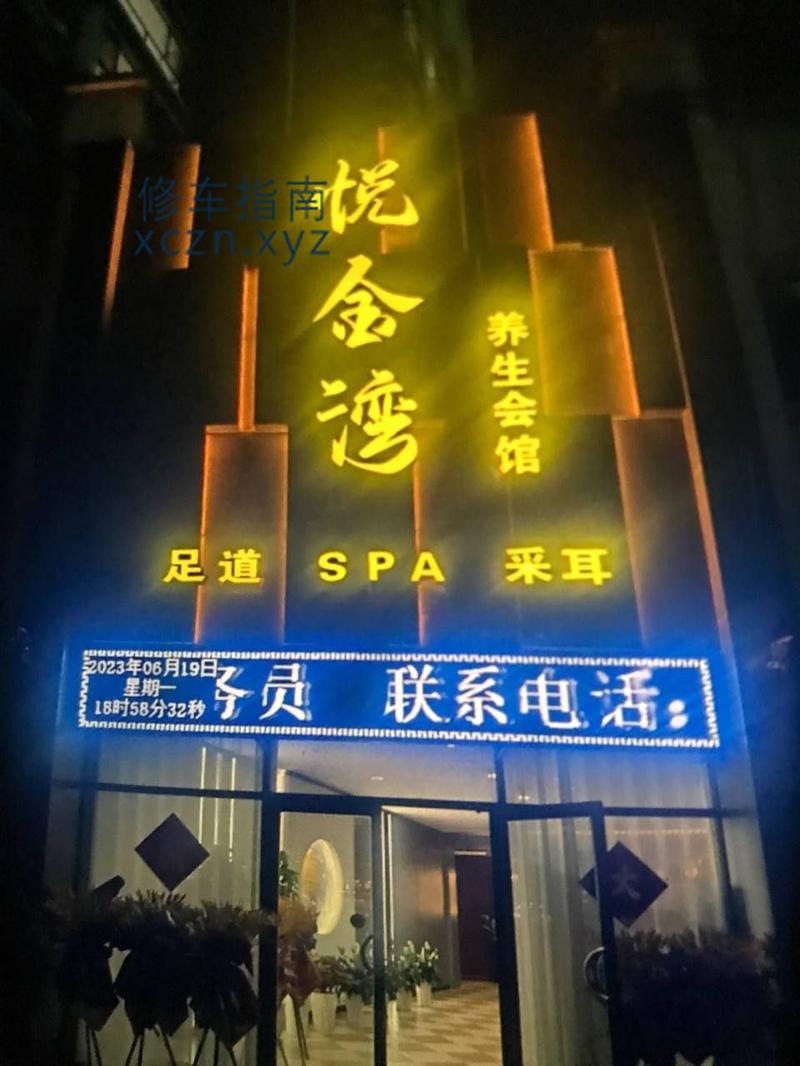 修车指南
xczn.xyz
悦金湾
养生会馆
足道 SPA 采耳
2023年06月19日
星期一
18时58分32秒
务员 联系电话:
大